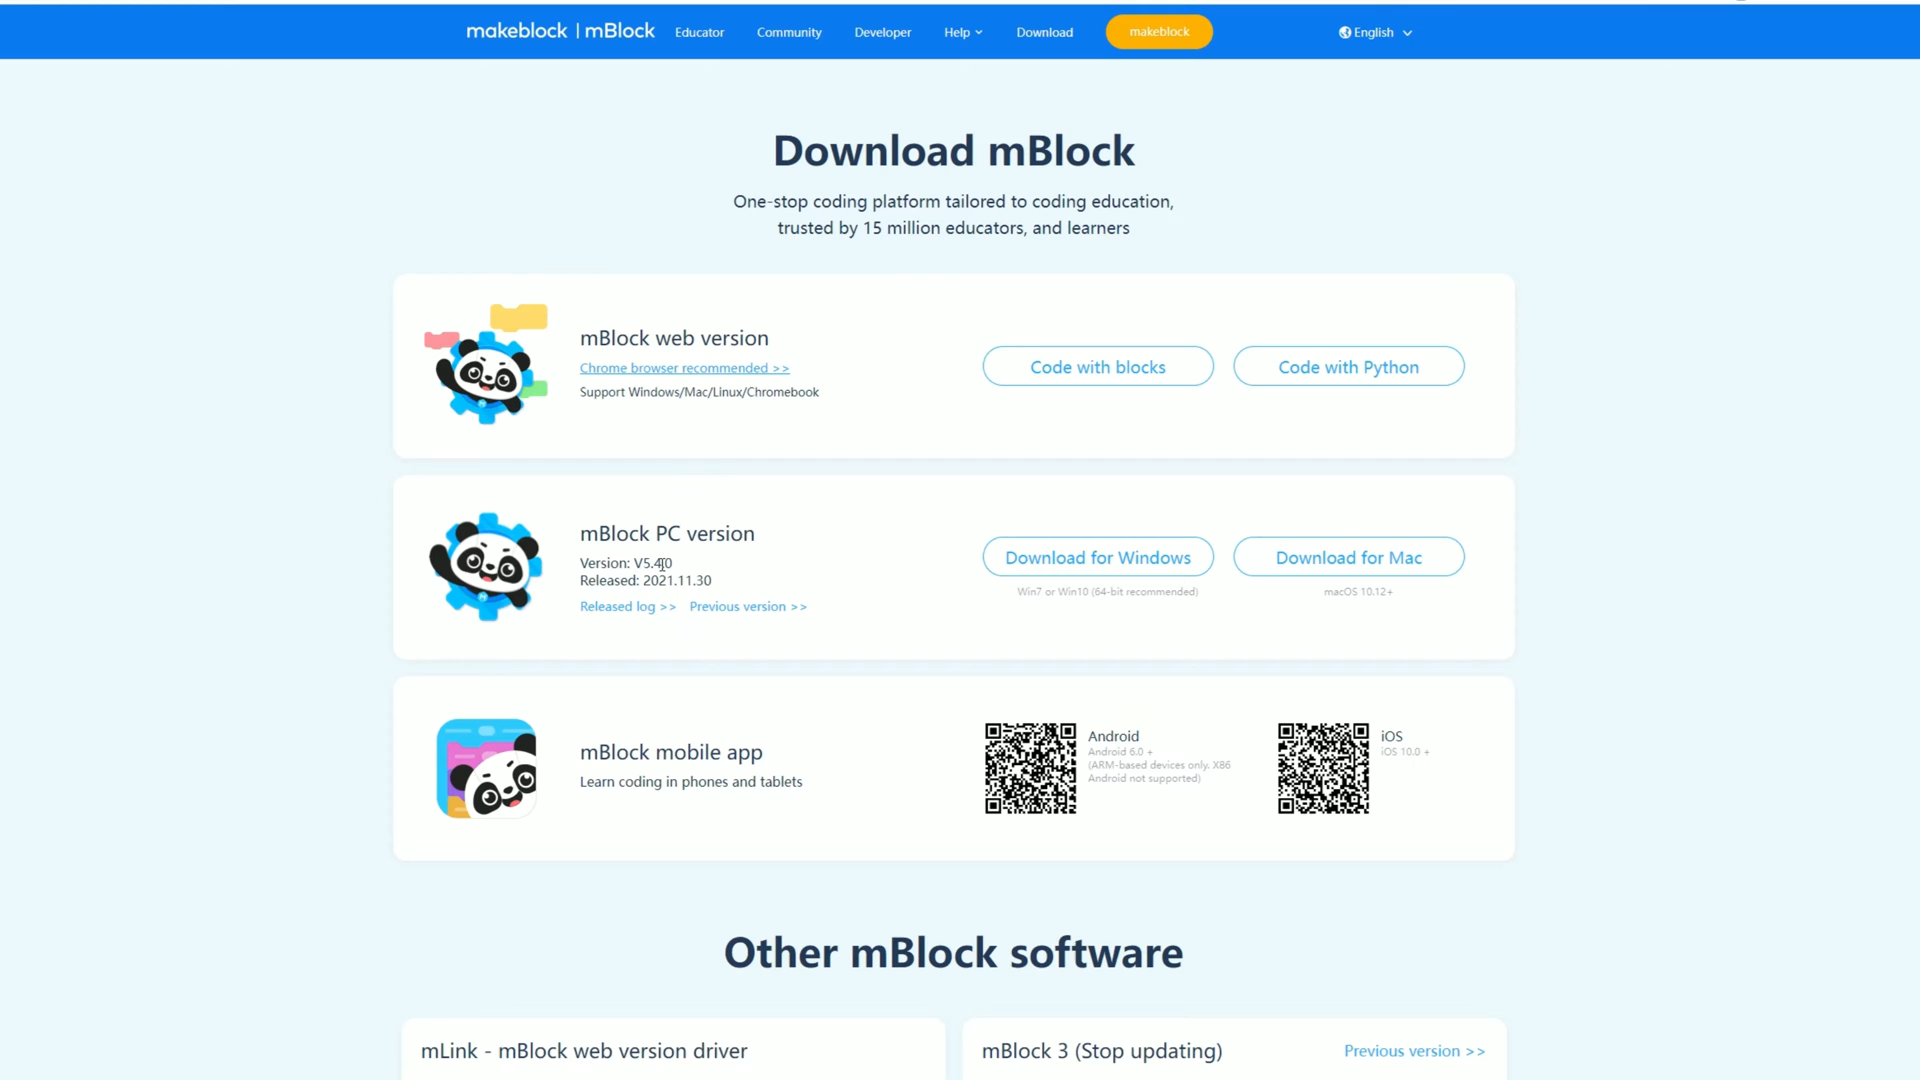 makeblock | mBlock Educator Community Developer Help Download makeblock English
Download mBlock
One-stop coding platform tailored to coding education,
trusted by 15 million educators, and learners
mBlock web version
Chrome browser recommended >>
Support Windows/Mac/Linux/Chromebook
Code with blocks Code with Python
mBlock PC version
Version: V5.4.0
Released: 2021.11.30
Released log >> Previous version >>
Download for Windows Download for Mac
Win7 or Win10 (64-bit recommended) macOS 10.12+
mBlock mobile app
Learn coding in phones and tablets
Android
Android 6.0 +
(ARM-based devices only. X86
Android not supported)
iOS
iOS 10.0 +
Other mBlock software
mLink - mBlock web version driver
mBlock 3 (Stop updating) Previous version >>